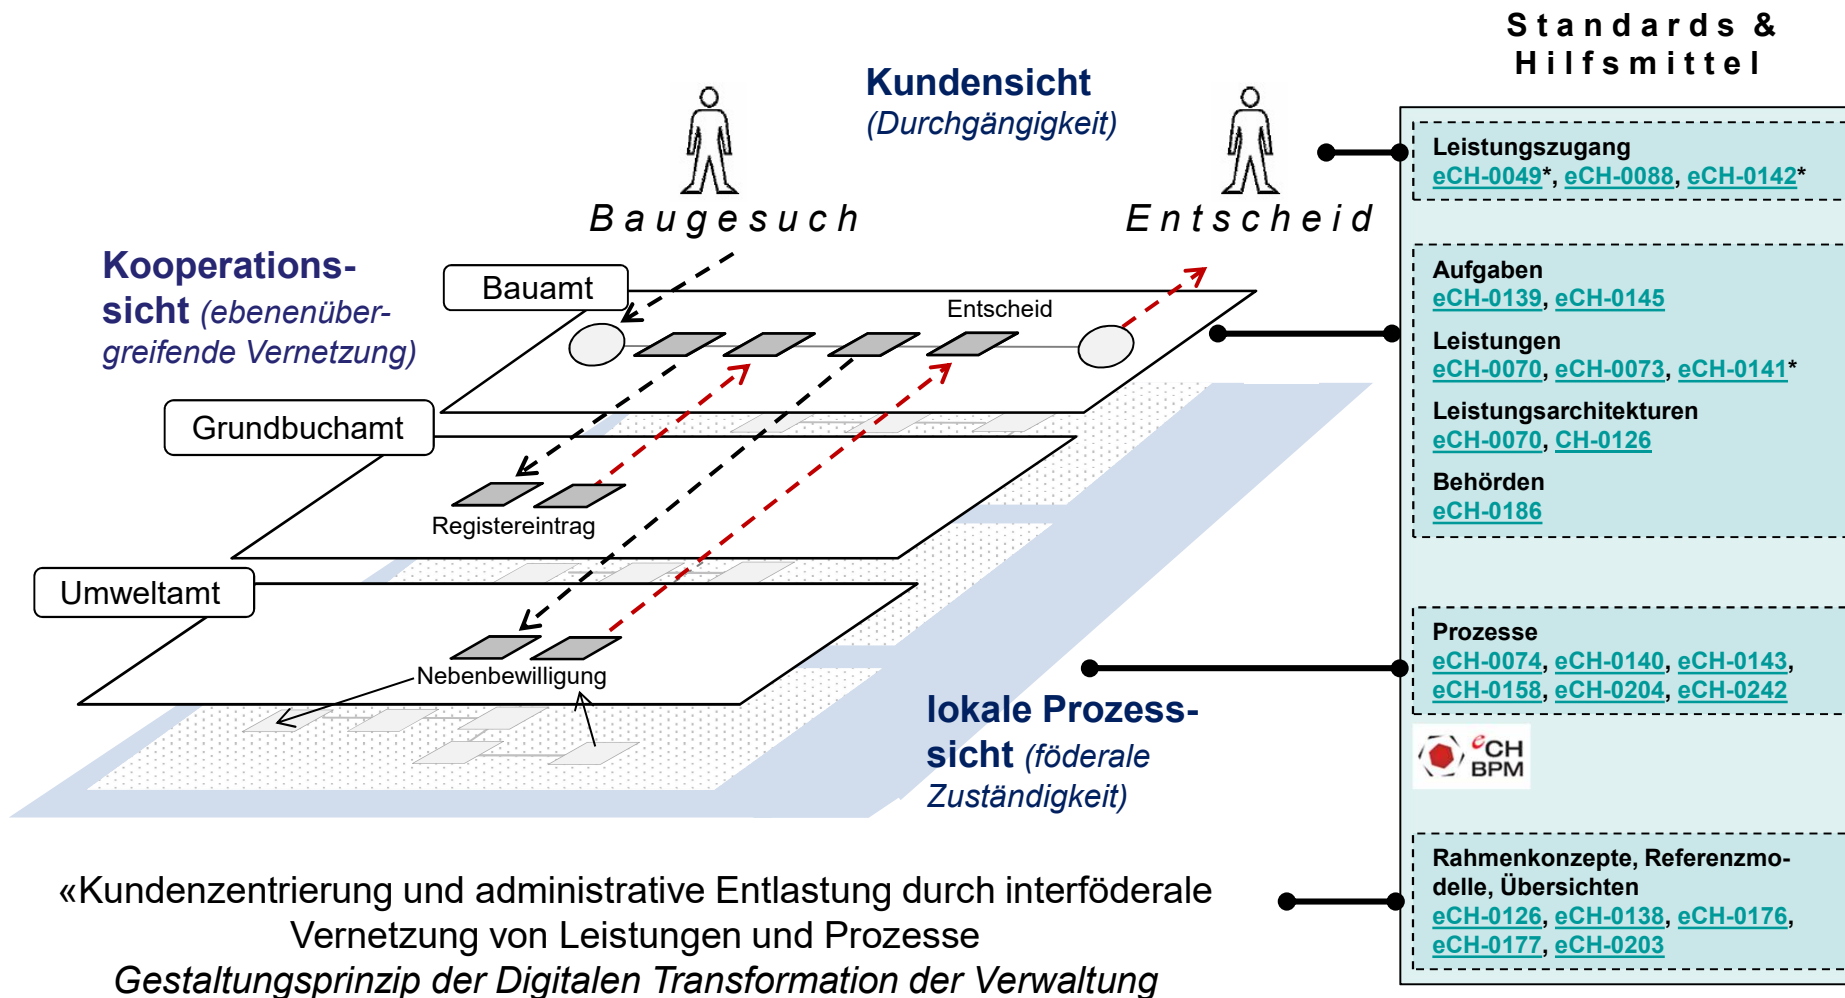 Standards &
Hilfsmittel
Kundensicht
(Durchgängigkeit)
Baugesuch
Entscheid
Kooperations-
sicht (ebenenüber-
greifende Vernetzung)
Bauamt
Entscheid
Grundbuchamt
Registereintrag
Umweltamt
Nebenbewilligung
lokale Prozess-
sicht (föderale
Zuständigkeit)
«Kundenzentrierung und administrative Entlastung durch interföderale
Vernetzung von Leistungen und Prozesse
Gestaltungsprinzip der Digitalen Transformation der Verwaltung
Leistungszugang
eCH-0049*, eCH-0088, eCH-0142*
Aufgaben
eCH-0139, eCH-0145
Leistungen
eCH-0070, eCH-0073, eCH-0141*
Leistungsarchitekturen
eCH-0070, CH-0126
Behörden
eCH-0186
Prozesse
eCH-0074, eCH-0140, eCH-0143,
eCH-0158, eCH-0204, eCH-0242
eCH
BPM
Rahmenkonzepte, Referenzmo-
delle, Übersichten
eCH-0126, eCH-0138, eCH-0176,
eCH-0177, eCH-0203